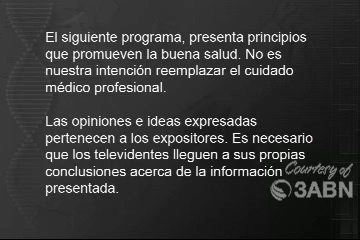 El siguiente programa, presenta principios
que promueven la buena salud. No es
nuestra intención reemplazar el cuidado
médico profesional.
Las opiniones e ideas expresadas
pertenecen a los expositores. Es necesario
que los televidentes lleguen a sus propias
conclusiones acerca de la información
presentada.
Courtesy of
3ABN